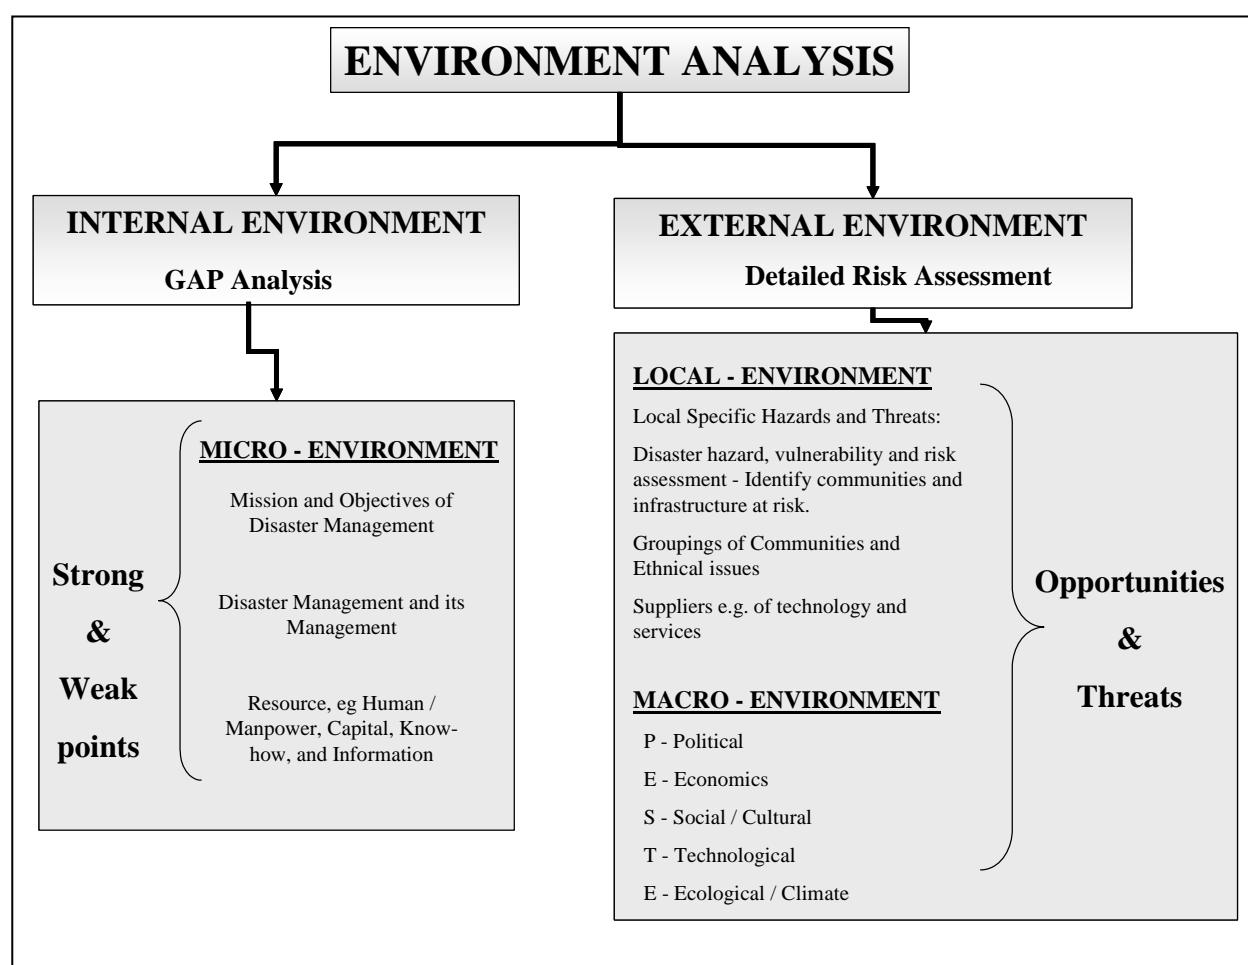 ENVIRONMENT ANALYSIS
INTERNAL ENVIRONMENT
GAP Analysis
EXTERNAL ENVIRONMENT
Detailed Risk Assessment
Strong
&
Weak
points
MICRO - ENVIRONMENT
Mission and Objectives of
Disaster Management
Disaster Management and its
Management
Resource, eg Human /
Manpower, Capital, Know-
how, and Information
LOCAL - ENVIRONMENT
Local Specific Hazards and Threats:
Disaster hazard, vulnerability and risk
assessment - Identify communities and
infrastructure at risk.
Groupings of Communities and
Ethnical issues
Suppliers e.g. of technology and
services
MACRO - ENVIRONMENT
P - Political
E - Economics
S - Social / Cultural
T - Technological
E - Ecological / Climate
Opportunities
&
Threats